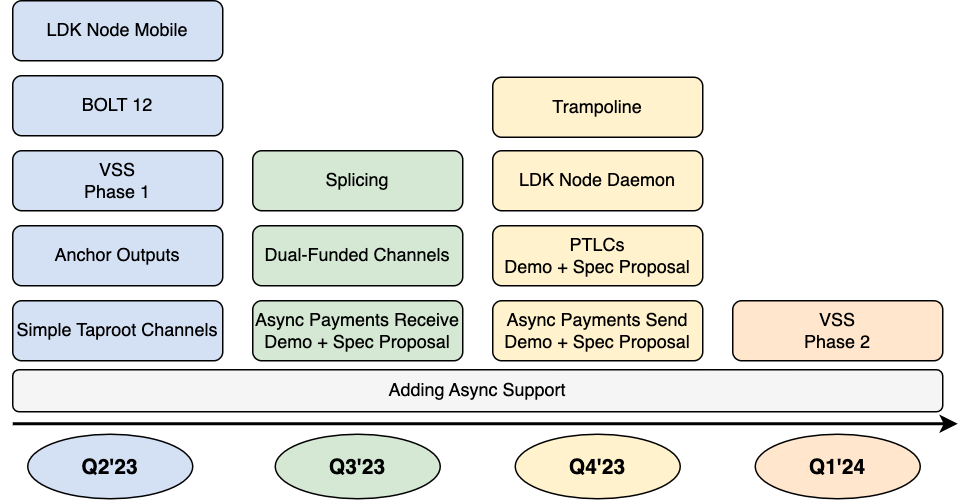 LDK Node Mobile
BOLT 12
Trampoline
VSS
Phase 1
Splicing
LDK Node Daemon
Anchor Outputs
Dual-Funded Channels
PTLCs
Demo + Spec Proposal
Simple Taproot Channels
Async Payments Receive
Demo + Spec Proposal
Async Payments Send
Demo + Spec Proposal
VSS
Phase 2
Adding Async Support
Q2'23
Q3'23
Q4'23
Q1'24